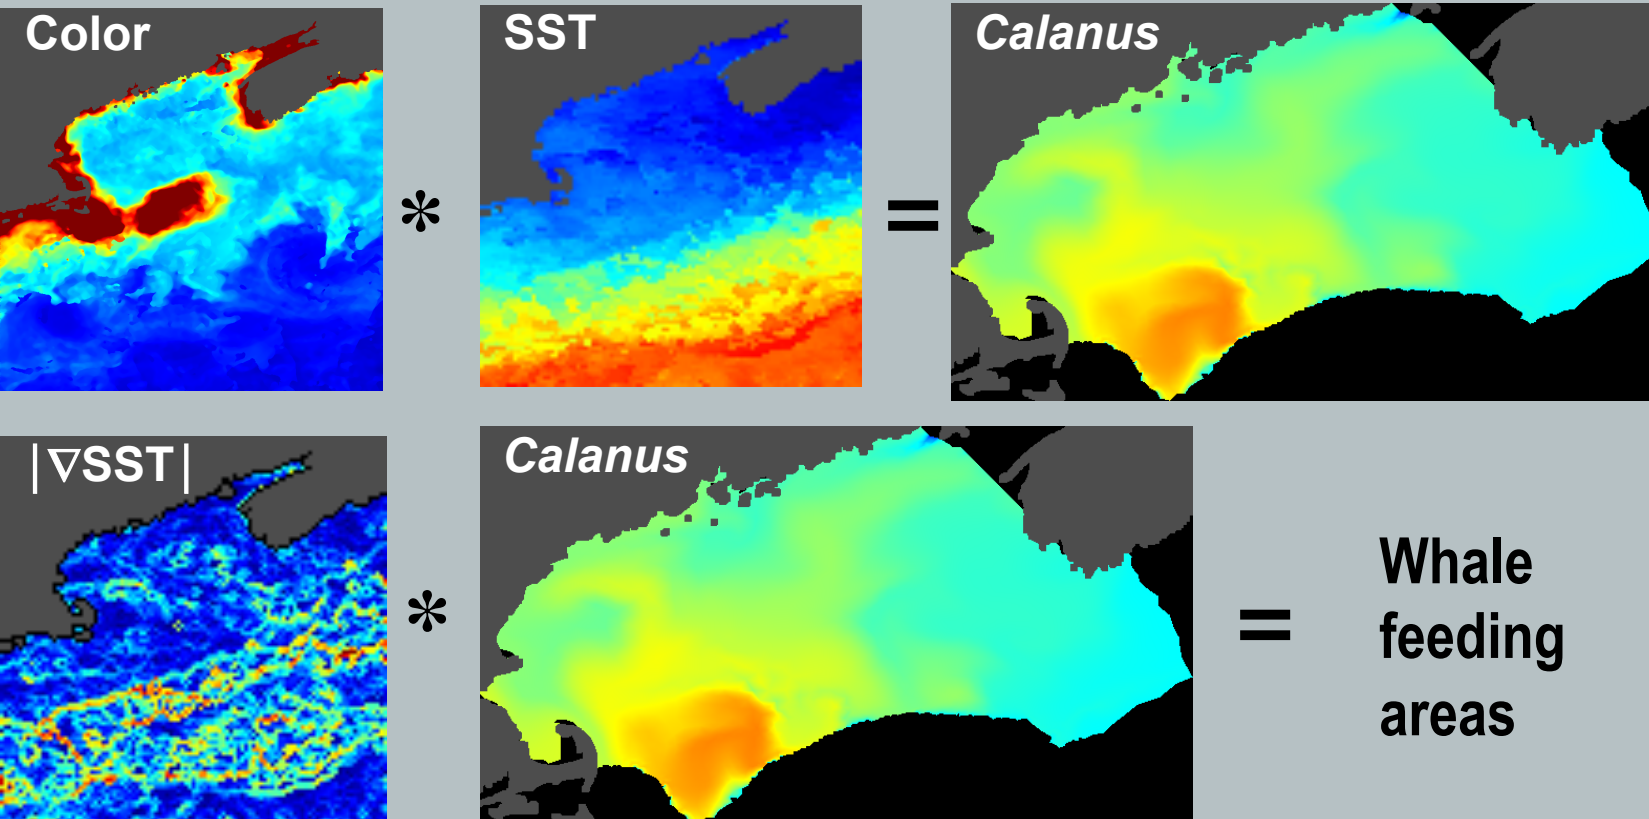 Color
*
SST
=
Calanus
|∇SST|
*
Calanus
=
Whale
feeding
areas